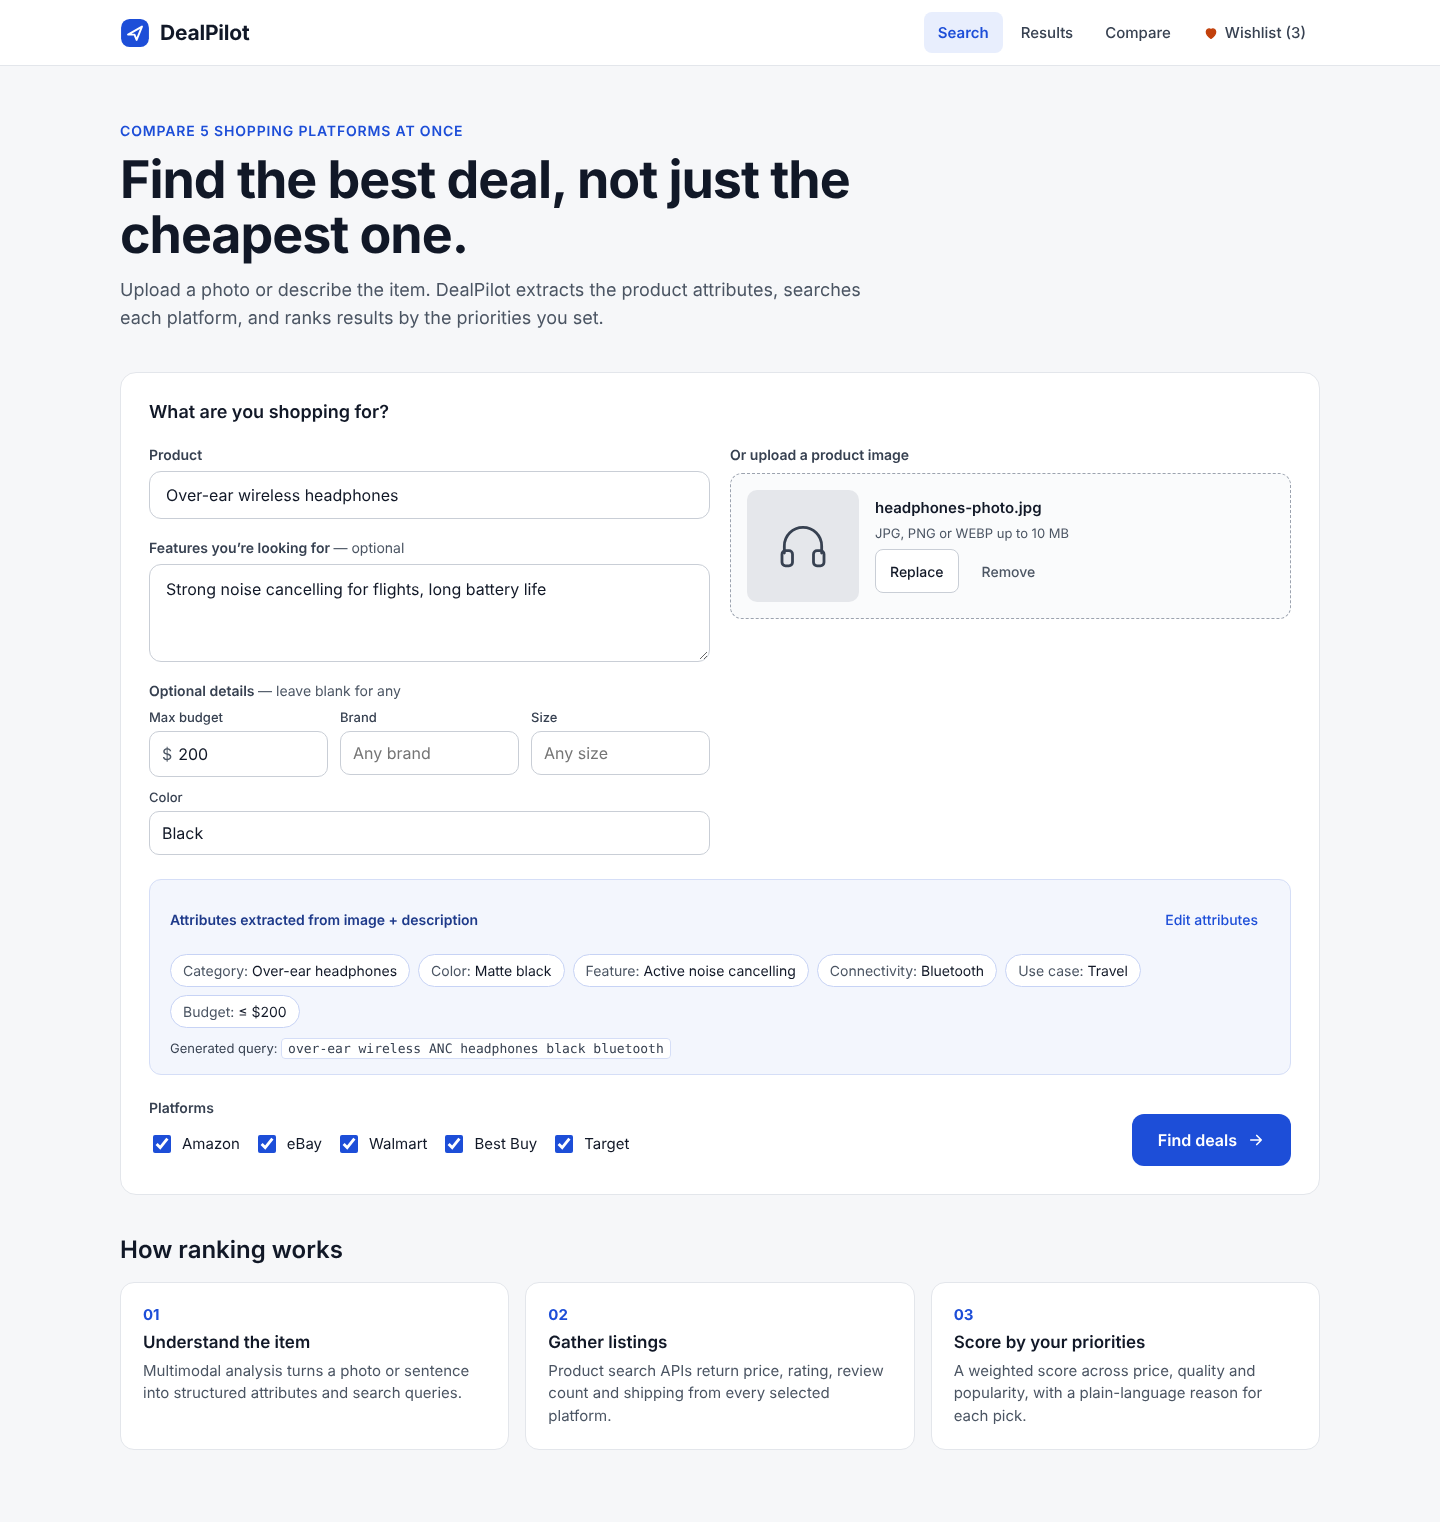 DealPilot
Search
Results
Compare
Wishlist (3)
COMPARE 5 SHOPPING PLATFORMS AT ONCE
Find the best deal, not just the
cheapest one.
Upload a photo or describe the item. DealPilot extracts the product attributes, searches
each platform, and ranks results by the priorities you set.
What are you shopping for?
Product
Over-ear wireless headphones
Features you’re looking for — optional
Strong noise cancelling for flights, long battery life
Optional details — leave blank for any
Max budget
Brand
Size
$ 200
Any brand
Any size
Color
Black
Or upload a product image
headphones-photo.jpg
JPG, PNG or WEBP up to 10 MB
Replace
Remove
Attributes extracted from image + description
Edit attributes
Category: Over-ear headphones
Color: Matte black
Feature: Active noise cancelling
Connectivity: Bluetooth
Use case: Travel
Budget: ≤ $200
Generated query: over-ear wireless ANC headphones black bluetooth
Platforms
Amazon
eBay
Walmart
Best Buy
Target
Find deals →
How ranking works
01
Understand the item
Multimodal analysis turns a photo or sentence
into structured attributes and search queries.
02
Gather listings
Product search APIs return price, rating, review
count and shipping from every selected
platform.
03
Score by your priorities
A weighted score across price, quality and
popularity, with a plain-language reason for
each pick.